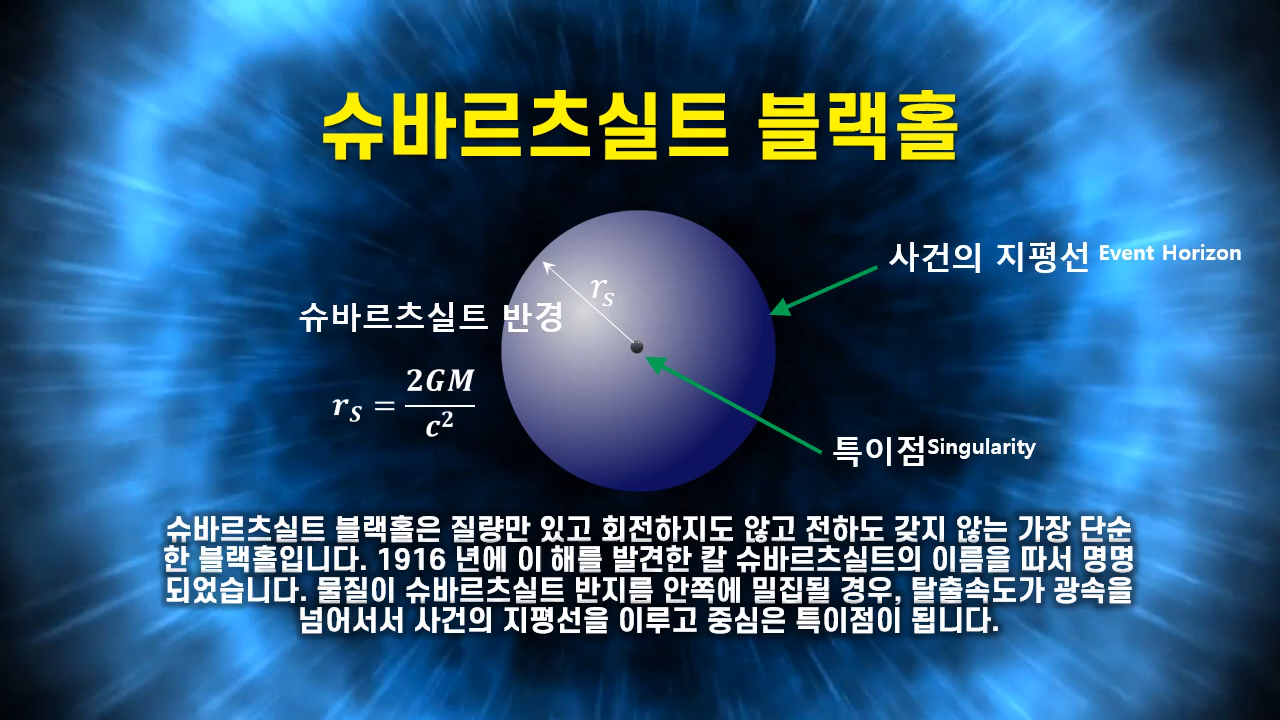 슈바르츠실트 블랙홀
사건의 지평선 Event Horizon
r_S
슈바르츠실트 반경
r_S = 2GM / c²
특이점Singularity
슈바르츠실트 블랙홀은 질량만 있고 회전하지도 않고 전하도 갖지 않는 가장 단순
한 블랙홀입니다. 1916 년에 이 해를 발견한 칼 슈바르츠실트의 이름을 따서 명명
되었습니다. 물질이 슈바르츠실트 반지름 안쪽에 밀집될 경우, 탈출속도가 광속을
넘어서서 사건의 지평선을 이루고 중심은 특이점이 됩니다.